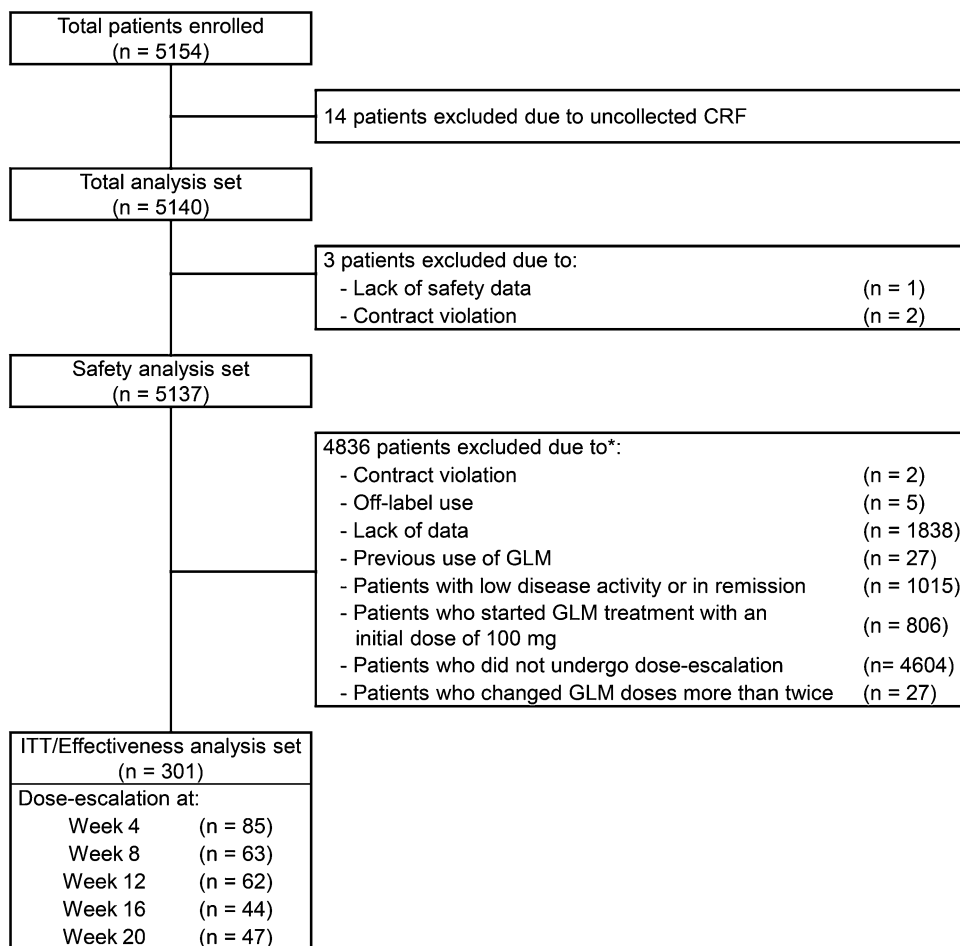 Total patients enrolled
(n = 5154)
14 patients excluded due to uncollected CRF
Total analysis set
(n = 5140)
3 patients excluded due to:
- Lack of safety data (n = 1)
- Contract violation (n = 2)
Safety analysis set
(n = 5137)
4836 patients excluded due to*:
- Contract violation (n = 2)
- Off-label use (n = 5)
- Lack of data (n = 1838)
- Previous use of GLM (n = 27)
- Patients with low disease activity or in remission (n = 1015)
- Patients who started GLM treatment with an
initial dose of 100 mg (n = 806)
- Patients who did not undergo dose-escalation (n= 4604)
- Patients who changed GLM doses more than twice (n = 27)
ITT/Effectiveness analysis set
(n = 301)
Dose-escalation at:
Week 4 (n = 85)
Week 8 (n = 63)
Week 12 (n = 62)
Week 16 (n = 44)
Week 20 (n = 47)